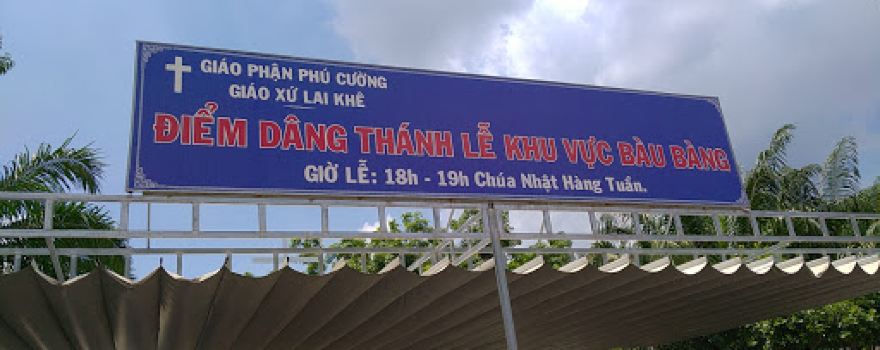 GIÁO PHẬN PHÚ CƯỜNG
GIÁO XỨ LAI KHÊ
ĐIỂM DÂNG THÁNH LỄ KHU VỰC BÀU BÀNG
GIỜ LỄ: 18h - 19h Chúa Nhật Hàng Tuần.